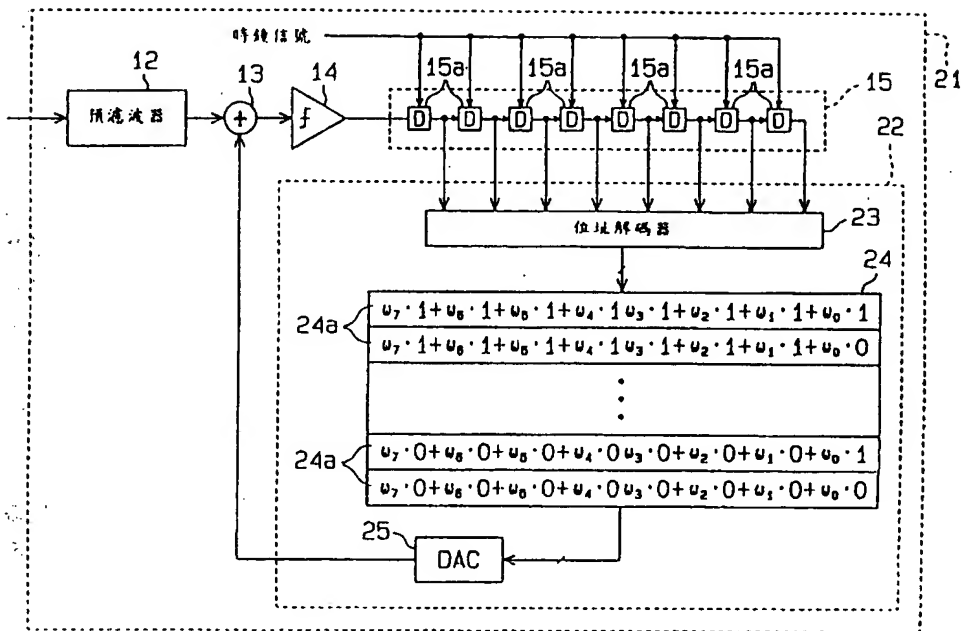 時鐘信號
12
13
14
15a
15a
15a
15a
15
21
預濾波器
+
D
D
D
D
D
D
D
D
22
位址解碼器
23
24
24a
ω₇·1+ω₆·1+ω₅·1+ω₄·1ω₃·1+ω₂·1+ω₁·1+ω₀·1
ω₇·1+ω₆·1+ω₅·1+ω₄·1ω₃·1+ω₂·1+ω₁·1+ω₀·0
24a
ω₇·0+ω₆·0+ω₅·0+ω₄·0ω₃·0+ω₂·0+ω₁·0+ω₀·1
ω₇·0+ω₆·0+ω₅·0+ω₄·0ω₃·0+ω₂·0+ω₁·0+ω₀·0
25
DAC